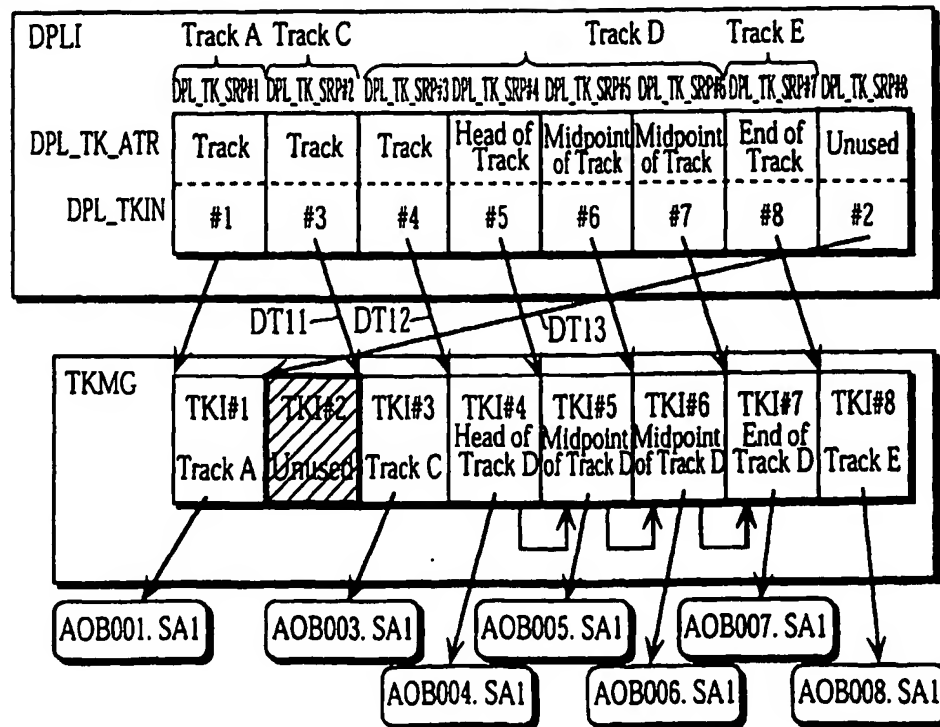 DPLI
Track A Track C Track D Track E
DPL_TK_SRP#1 DPL_TK_SRP#2 DPL_TK_SRP#3 DPL_TK_SRP#4 DPL_TK_SRP#5 DPL_TK_SRP#6 DPL_TK_SRP#7 DPL_TK_SRP#8
DPL_TK_ATR Track Track Track Head of Track Midpoint of Track Midpoint of Track End of Track Unused
DPL_TKIN #1 #3 #4 #5 #6 #7 #8 #2
DT11 DT12 DT13
TKMG
TKI#1 TKI#2 TKI#3 TKI#4 TKI#5 TKI#6 TKI#7 TKI#8
Track A Unused Track C Head of Track D Midpoint of Track D Midpoint of Track D End of Track D Track E
AOB001. SA1 AOB003. SA1 AOB005. SA1 AOB007. SA1
AOB004. SA1 AOB006. SA1 AOB008. SA1